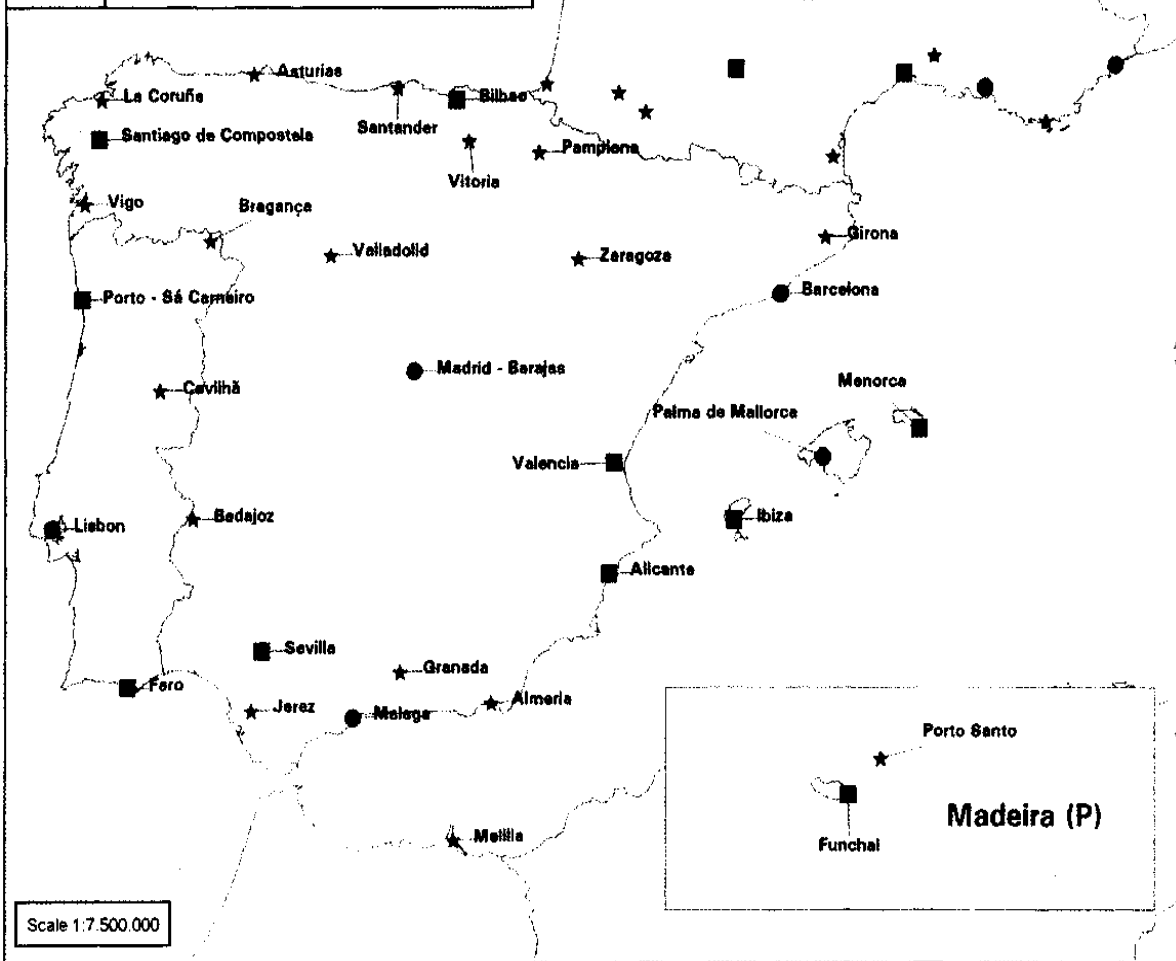 Asturias
La Coruña
Bilbao
Santander
Santiago de Compostela
Pamplona
Vitoria
Vigo
Bragança
Girona
Valladolid
Zaragoza
Barcelona
Porto - Sá Carneiro
Madrid - Barajas
Menorca
Covilhã
Palma de Mallorca
Valencia
Badajoz
Ibiza
Lisbon
Alicante
Sevilla
Granada
Faro
Almeria
Jerez
Malaga
Porto Santo
Madeira (P)
Melilla
Funchal
Scale 1:7.500.000